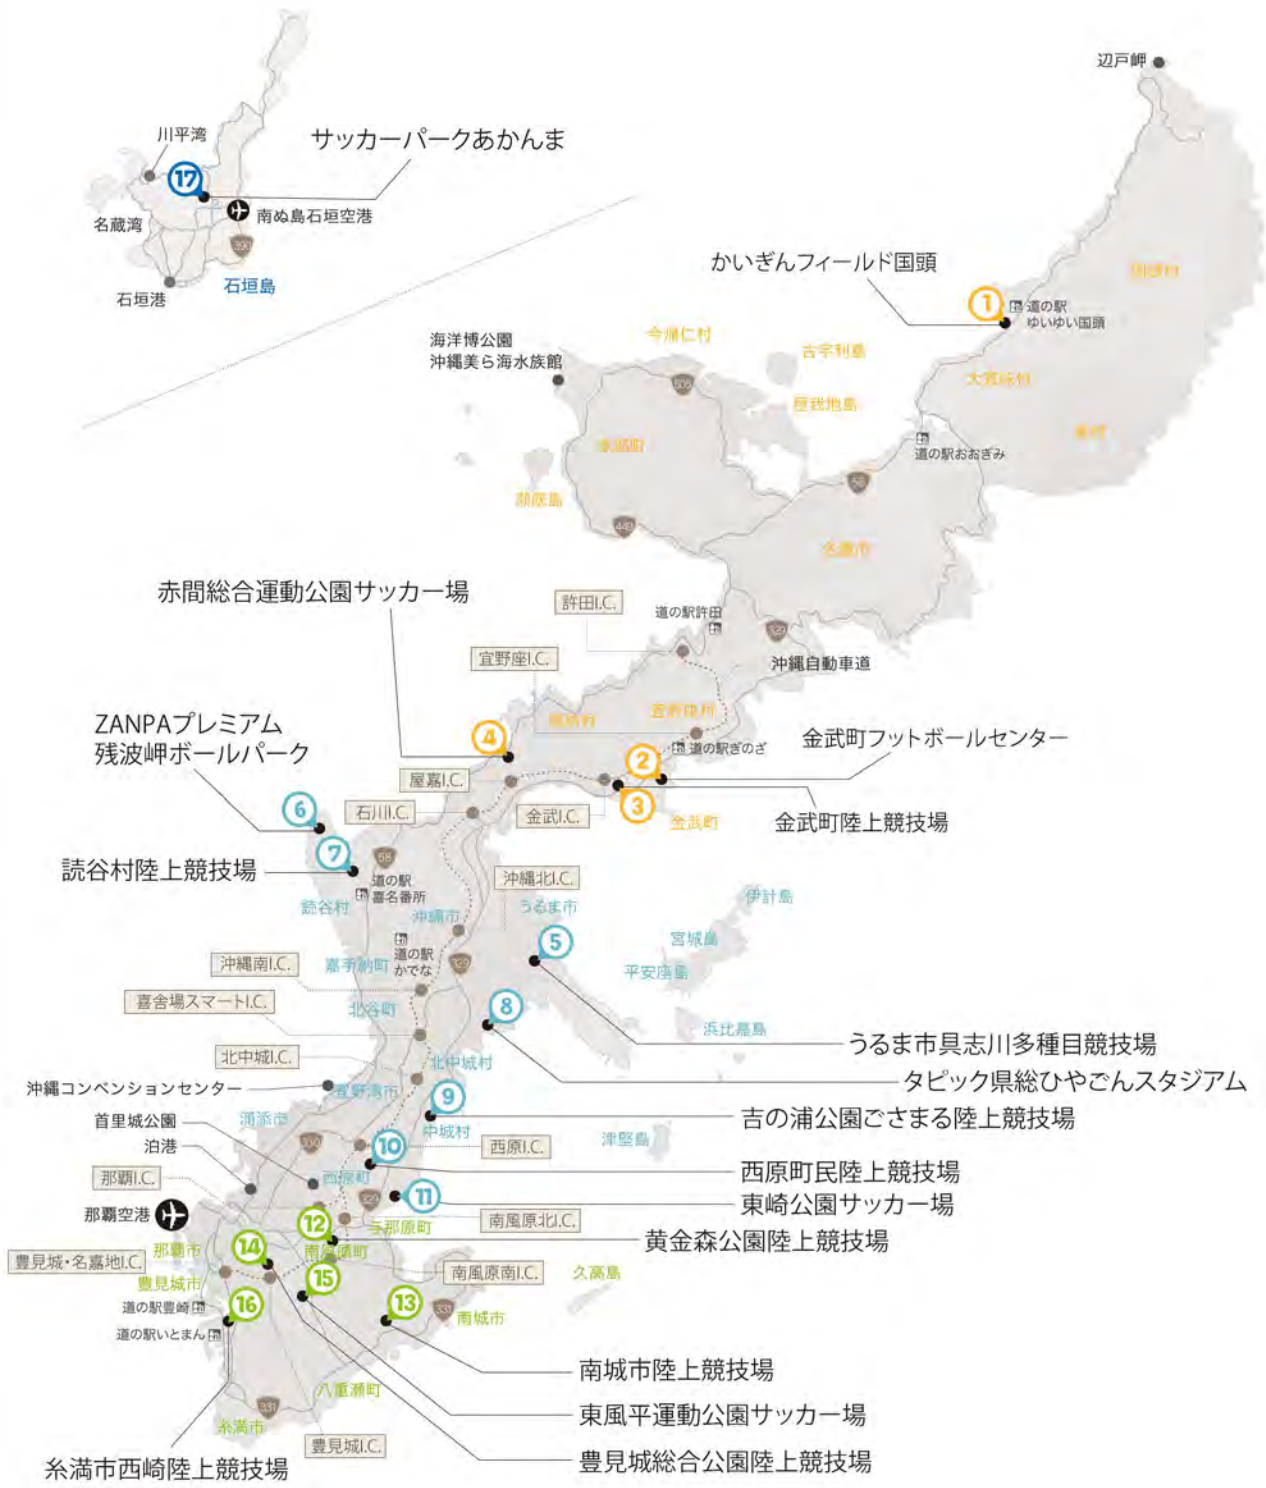 辺戸岬
川平湾
サッカーパークあかんま
17
名蔵湾
南ぬ島石垣空港
390
石垣島
石垣港
かいぎんフィールド国頭
国頭村
1
道の駅
ゆいゆい国頭
海洋博公園
沖縄美ら海水族館
今帰仁村
古宇利島
505
大宜味村
屋我地島
東村
本部町
道の駅おおぎみ
58
瀬底島
449
名護市
赤間総合運動公園サッカー場
許田I.C.
道の駅許田
329
宜野座I.C.
沖縄自動車道
恩納村
宜野座村
ZANPAプレミアム
残波岬ボールパーク
4
道の駅ぎのざ
金武町フットボールセンター
2
屋嘉I.C.
3
石川I.C.
金武I.C.
金武町
金武町陸上競技場
6
7
58
読谷村陸上競技場
道の駅
喜名番所
沖縄北I.C.
読谷村
沖縄市
うるま市
伊計島
宮城島
5
道の駅
かでな
沖縄南I.C.
嘉手納町
329
平安座島
喜舎場スマートI.C.
北谷町
8
浜比嘉島
うるま市具志川多種目競技場
北中城I.C.
北中城村
タピック県総ひやごんスタジアム
沖縄コンベンションセンター
宜野湾市
9
首里城公園
浦添市
中城村
吉の浦公園ごさまる陸上競技場
泊港
330
10
西原I.C.
津堅島
那覇I.C.
西原町
西原町民陸上競技場
329
11
東崎公園サッカー場
那覇空港
12
与那原町
南風原北I.C.
黄金森公園陸上競技場
那覇市
14
南風原町
豊見城・名嘉地I.C.
南風原南I.C.
久高島
豊見城市
15
道の駅豊崎
16
13
331
南城市
道の駅いとまん
南城市陸上競技場
八重瀬町
331
東風平運動公園サッカー場
糸満市
豊見城I.C.
豊見城総合公園陸上競技場
糸満市西崎陸上競技場